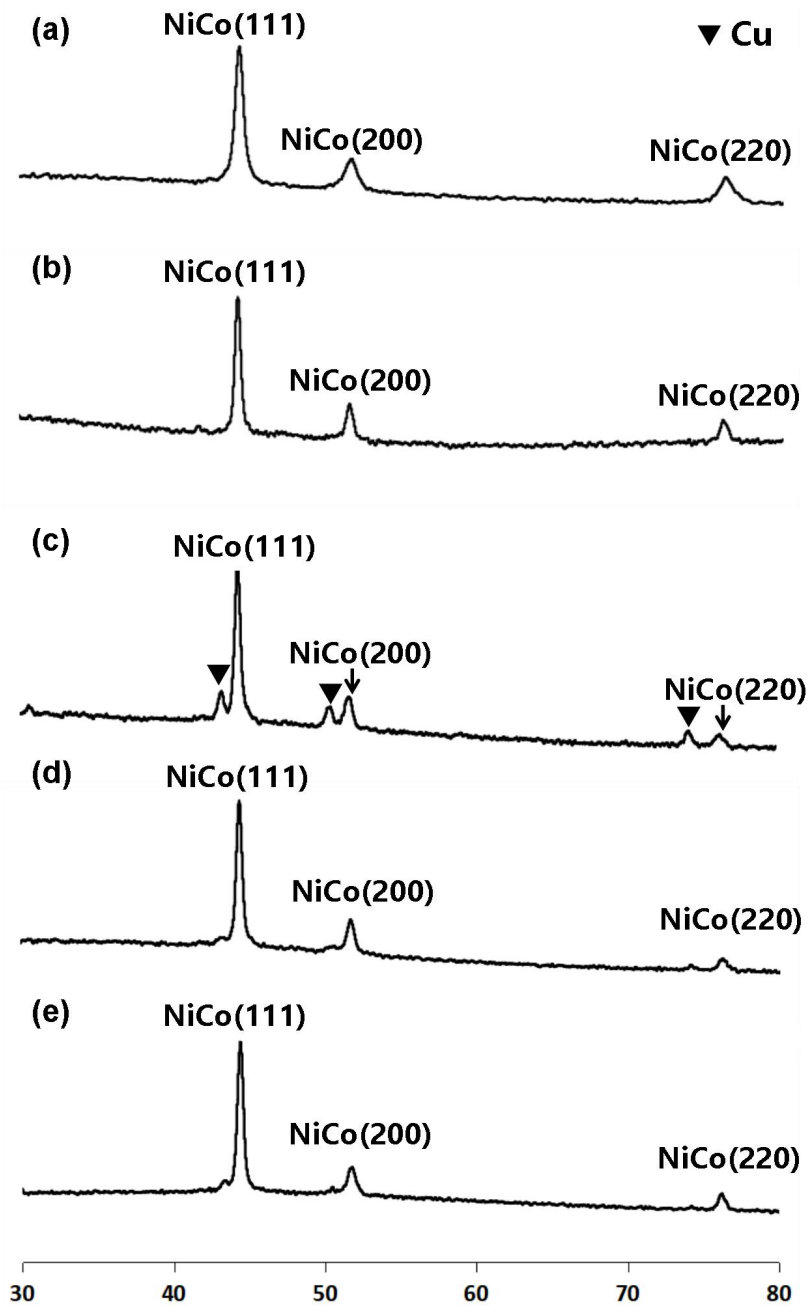 (a)
NiCo(111)
▼ Cu
NiCo(200)
NiCo(220)
(b)
NiCo(111)
NiCo(200)
NiCo(220)
(c)
NiCo(111)
NiCo(200)
NiCo(220)
(d)
NiCo(111)
NiCo(200)
NiCo(220)
(e)
NiCo(111)
NiCo(200)
NiCo(220)
30 40 50 60 70 80